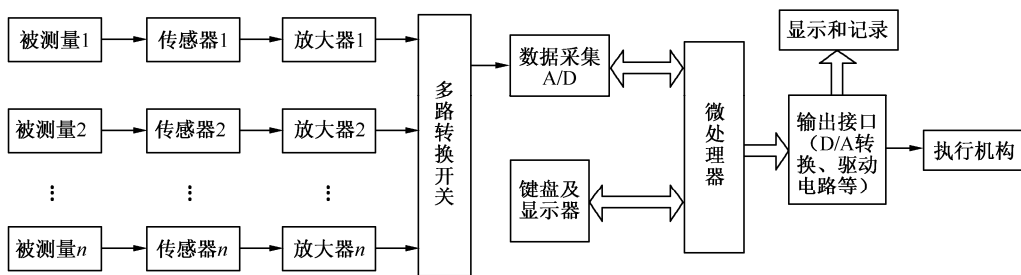 被测量1
传感器1
放大器1
被测量2
传感器2
放大器2
⋮
⋮
⋮
被测量n
传感器n
放大器n
多
路
转
换
开
关
数据采集
A/D
键盘及
显示器
微
处
理
器
显示和记录
输出接口
(D/A转
换、驱动
电路等)
执行机构